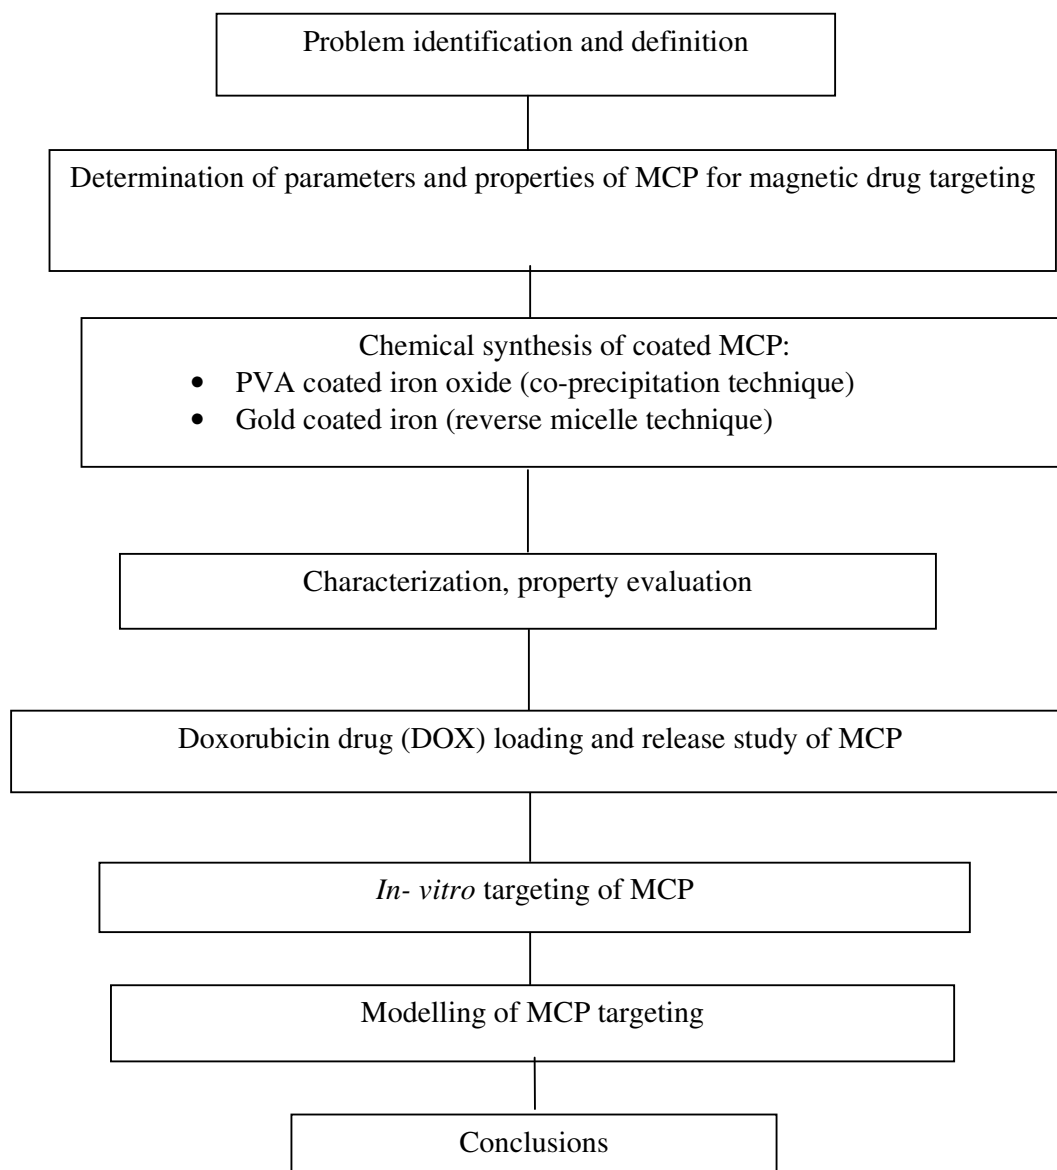 Problem identification and definition
Determination of parameters and properties of MCP for magnetic drug targeting
Chemical synthesis of coated MCP:
• PVA coated iron oxide (co-precipitation technique)
• Gold coated iron (reverse micelle technique)
Characterization, property evaluation
Doxorubicin drug (DOX) loading and release study of MCP
In- vitro targeting of MCP
Modelling of MCP targeting
Conclusions